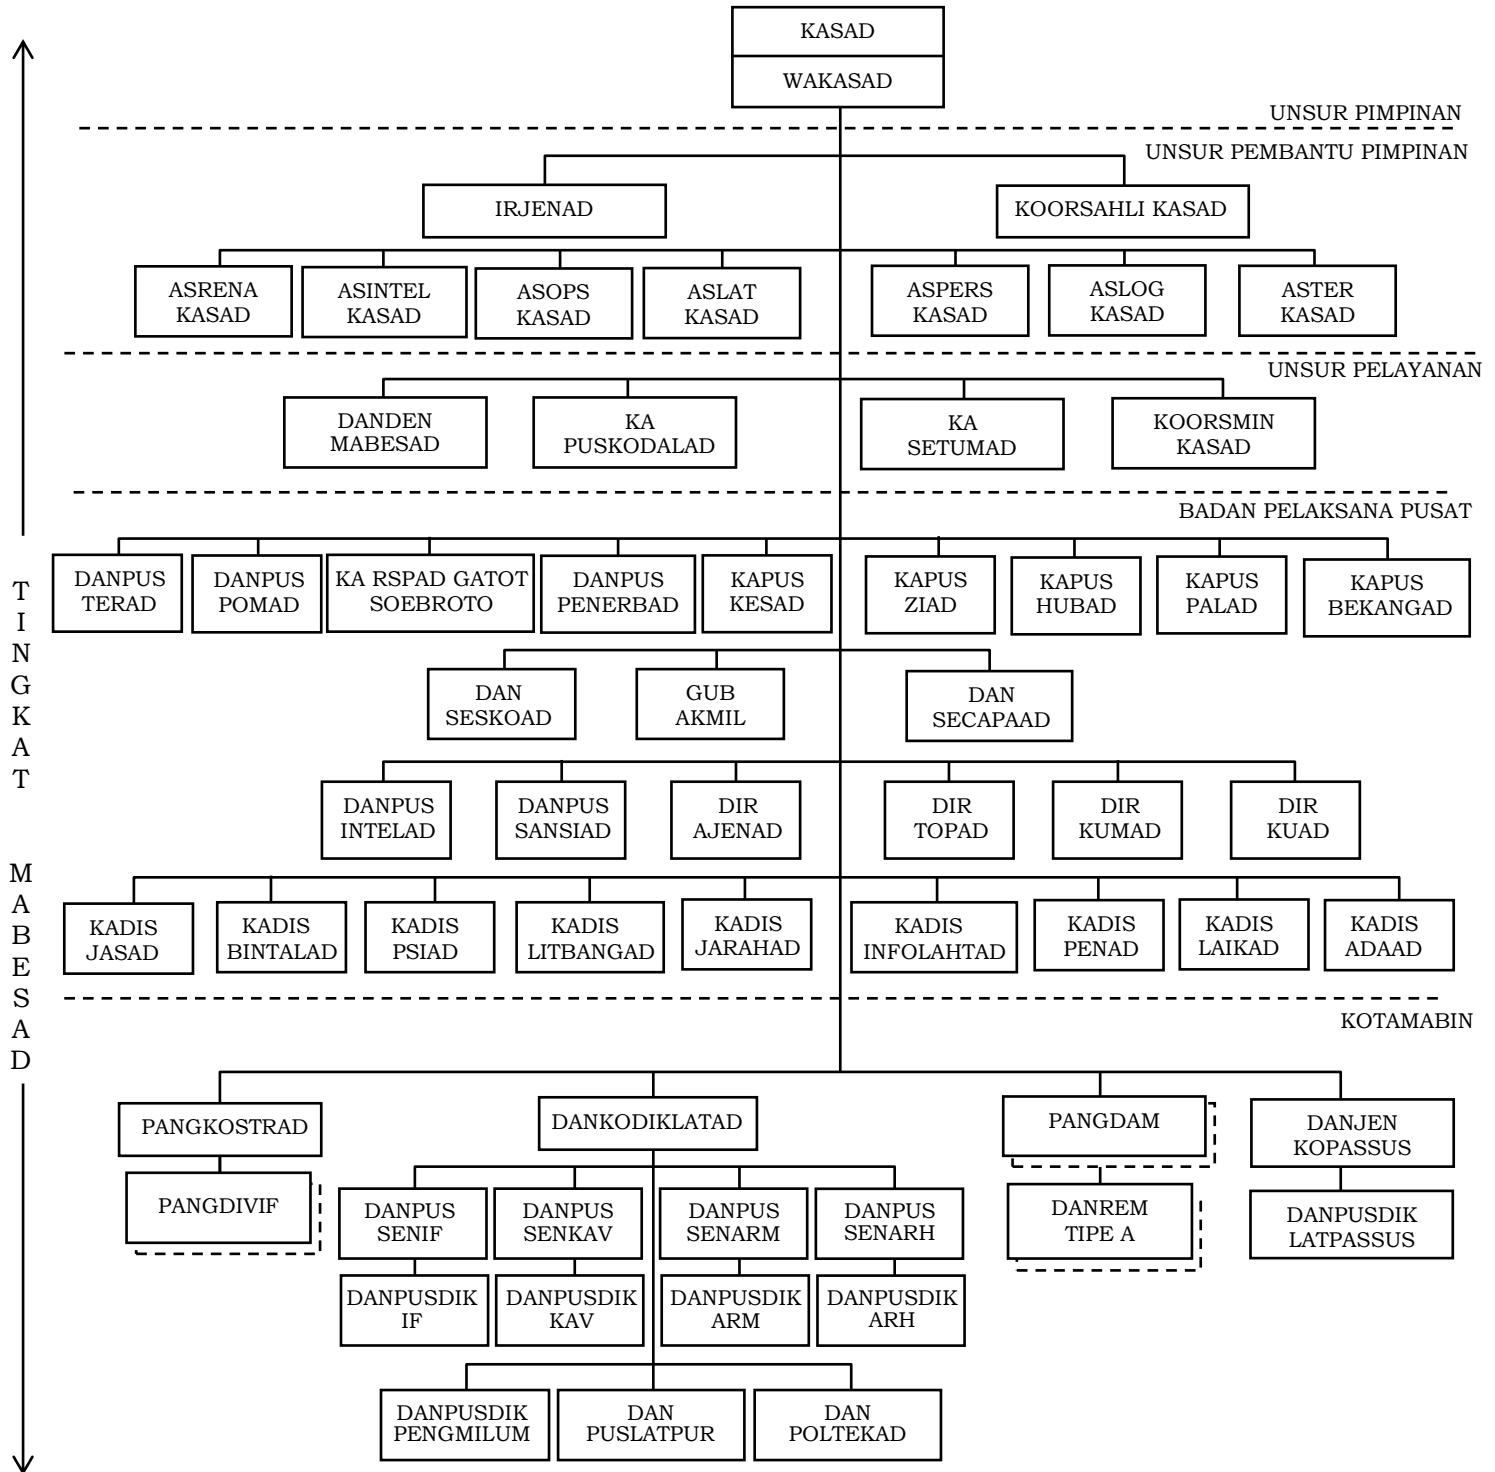 KASAD
WAKASAD
UNSUR PIMPINAN
UNSUR PEMBANTU PIMPINAN
IRJENAD
KOORSAHLI KASAD
ASRENA
KASAD
ASINTEL
KASAD
ASOPS
KASAD
ASLAT
KASAD
ASPERS
KASAD
ASLOG
KASAD
ASTER
KASAD
UNSUR PELAYANAN
DANDEN
MABESAD
KA
PUSKODALAD
KA
SETUMAD
KOORSMIN
KASAD
BADAN PELAKSANA PUSAT
DANPUS
TERAD
DANPUS
POMAD
KA RSPAD GATOT
SOEBROTO
DANPUS
PENERBAD
KAPUS
KESAD
KAPUS
ZIAD
KAPUS
HUBAD
KAPUS
PALAD
KAPUS
BEKANGAD
DAN
SESKOAD
GUB
AKMIL
DAN
SECAPAAD
DANPUS
INTELAD
DANPUS
SANSIAD
DIR
AJENAD
DIR
TOPAD
DIR
KUMAD
DIR
KUAD
KADIS
JASAD
KADIS
BINTALAD
KADIS
PSIAD
KADIS
LITBANGAD
KADIS
JARAHAD
KADIS
INFOLAHTAD
KADIS
PENAD
KADIS
LAIKAD
KADIS
ADAAD
TINGKAT MABESAD
KOTAMABIN
PANGKOSTRAD
DANKODIKLATAD
PANGDAM
DANJEN
KOPASSUS
PANGDIVIF
DANPUS
SENIF
DANPUS
SENKAV
DANPUS
SENARM
DANPUS
SENARH
DANREM
TIPE A
DANPUSDIK
LATPASSUS
DANPUSDIK
IF
DANPUSDIK
KAV
DANPUSDIK
ARM
DANPUSDIK
ARH
DANPUSDIK
PENGMILUM
DAN
PUSLATPUR
DAN
POLTEKAD